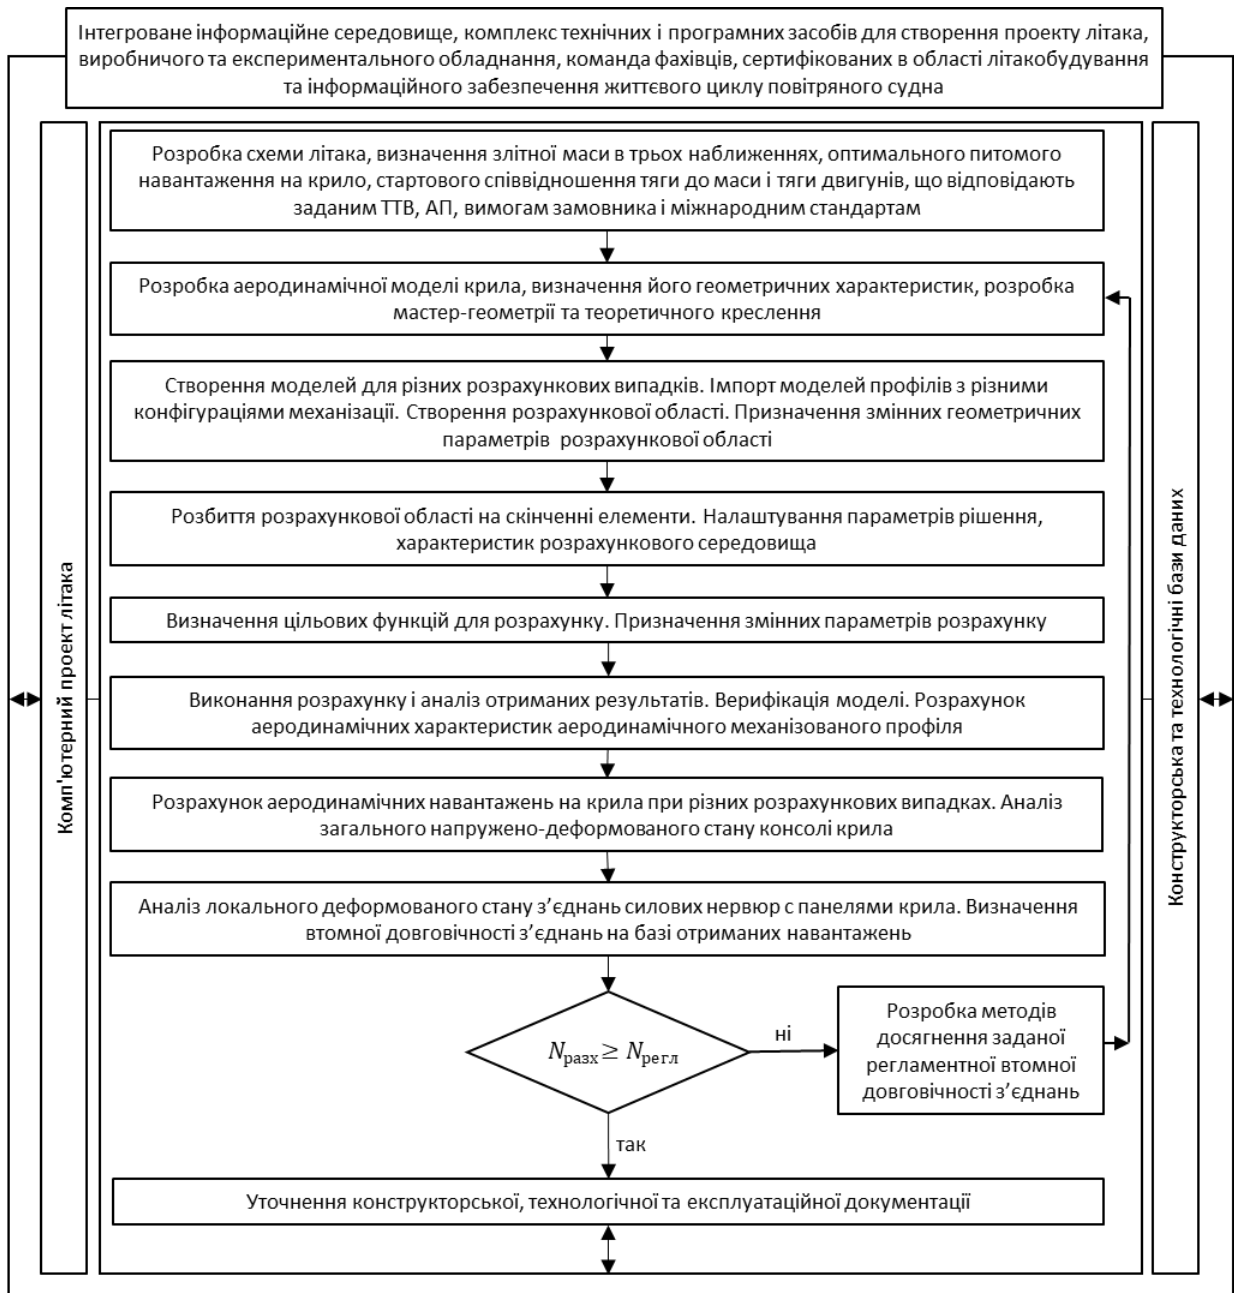 Інтегроване інформаційне середовище, комплекс технічних і програмних засобів для створення проекту літака,
виробничого та експериментального обладнання, команда фахівців, сертифікованих в області літакобудування
та інформаційного забезпечення життєвого циклу повітряного судна
Комп'ютерний проект літака
Розробка схеми літака, визначення злітної маси в трьох наближеннях, оптимального питомого
навантаження на крило, стартового співвідношення тяги до маси і тяги двигунів, що відповідають
заданим ТТВ, АП, вимогам замовника і міжнародним стандартам
Розробка аеродинамічної моделі крила, визначення його геометричних характеристик, розробка
мастер-геометрії та теоретичного креслення
Створення моделей для різних розрахункових випадків. Імпорт моделей профілів з різними
конфігураціями механізації. Створення розрахункової області. Призначення змінних геометричних
параметрів розрахункової області
Розбиття розрахункової області на скінченні елементи. Налаштування параметрів рішення,
характеристик розрахункового середовища
Визначення цільових функцій для розрахунку. Призначення змінних параметрів розрахунку
Виконання розрахунку і аналіз отриманих результатів. Верифікація моделі. Розрахунок
аеродинамічних характеристик аеродинамічного механізованого профіля
Розрахунок аеродинамічних навантажень на крила при різних розрахункових випадках. Аналіз
загального напружено-деформованого стану консолі крила
Аналіз локального деформованого стану з’єднань силових нервюр с панелями крила. Визначення
втомної довговічності з’єднань на базі отриманих навантажень
N разх ≥ N регл
ні
Розробка методів
досягнення заданої
регламентної втомної
довговічності з’єднань
так
Уточнення конструкторської, технологічної та експлуатаційної документації
Конструкторська та технологічні бази даних